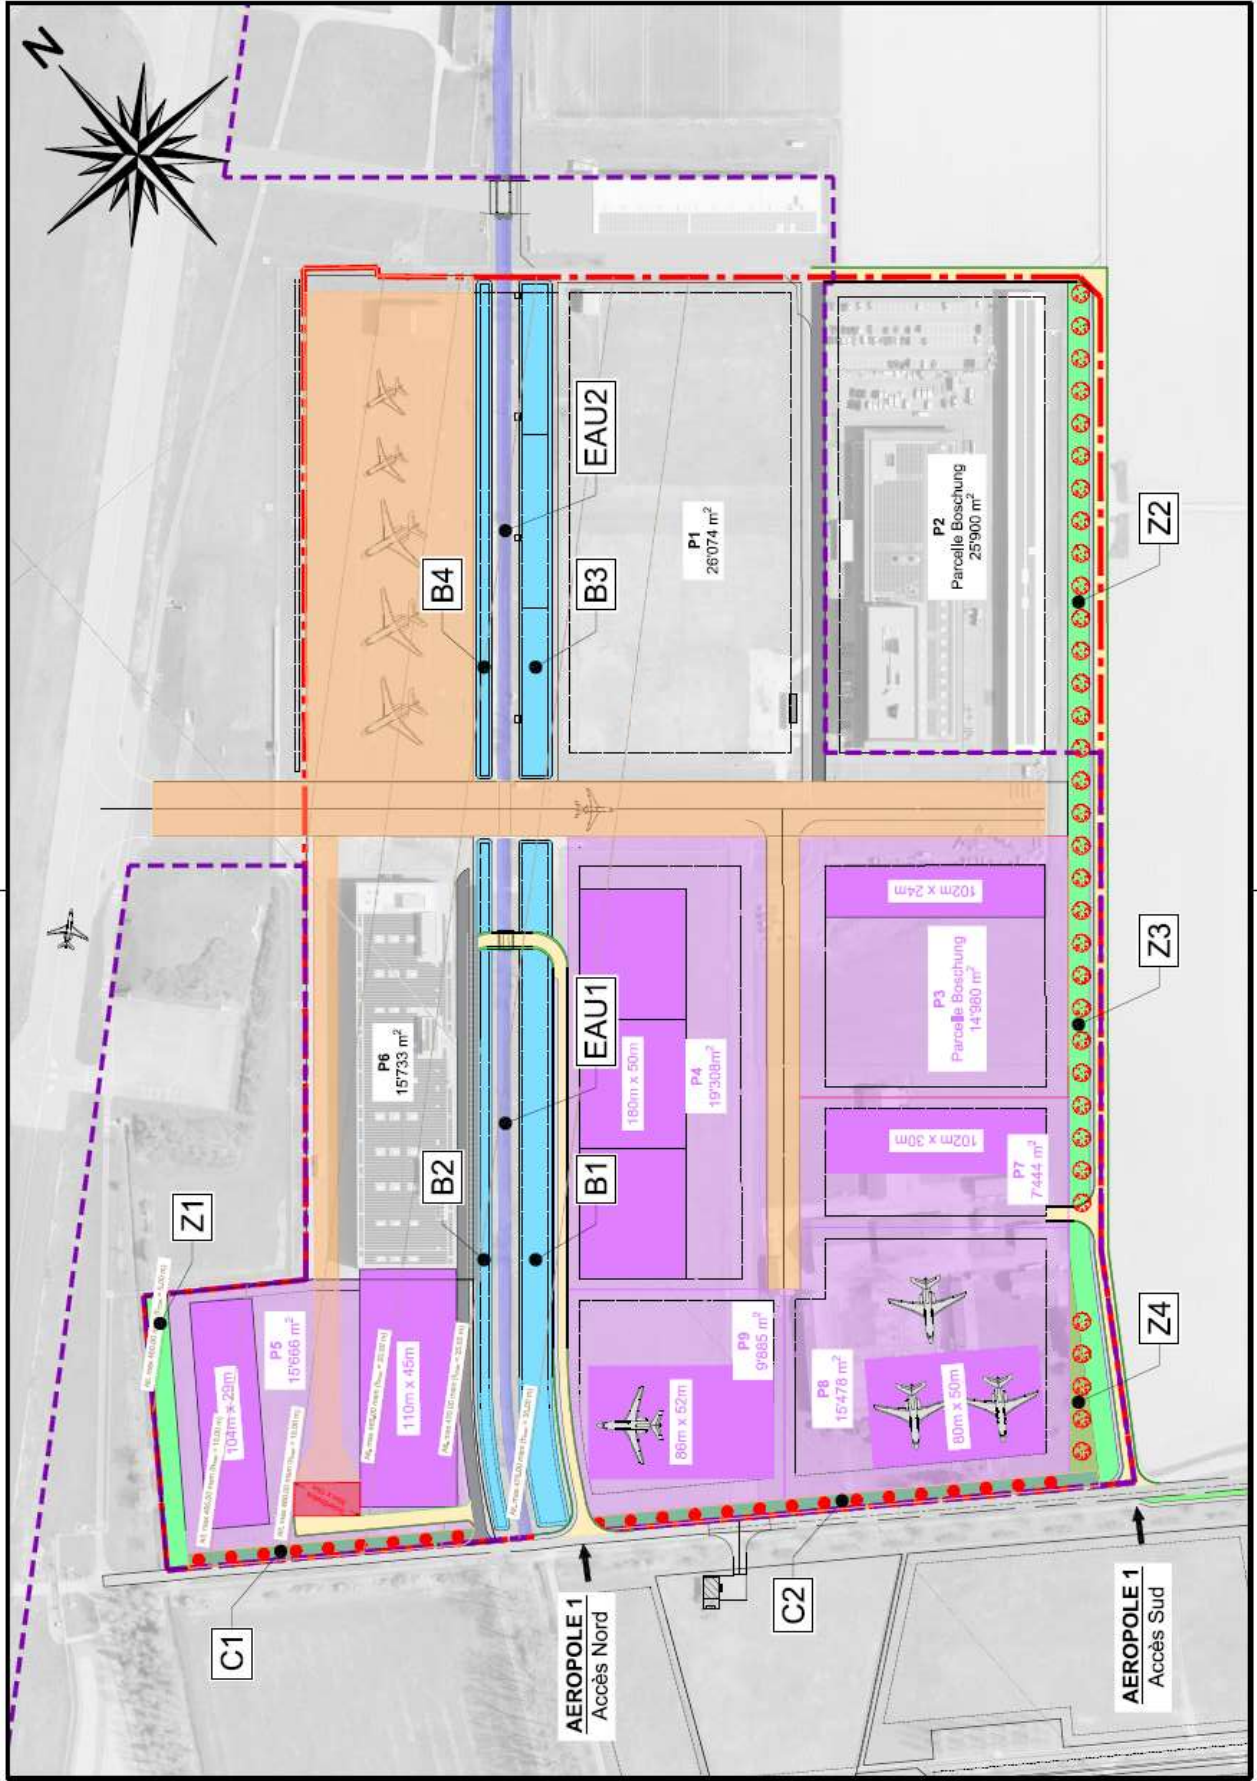 N
P1
26'074 m²
P2
Parcelle Boschung
25'900 m²
EAU2
B4
B3
Z2
102m x 24m
P3
Parcelle Boschung
14'980 m²
Z3
P6
15'733 m²
EAU1
180m x 50m
P4
19'308m²
102m x 30m
P7
7'444 m²
B2
B1
Z1
P5
15'666 m²
104m x 29m
110m x 45m
P9
9'885 m²
86m x 52m
P8
15'478 m²
80m x 50m
Z4
C1
C2
AEROPOLE 1
Accès Nord
AEROPOLE 1
Accès Sud